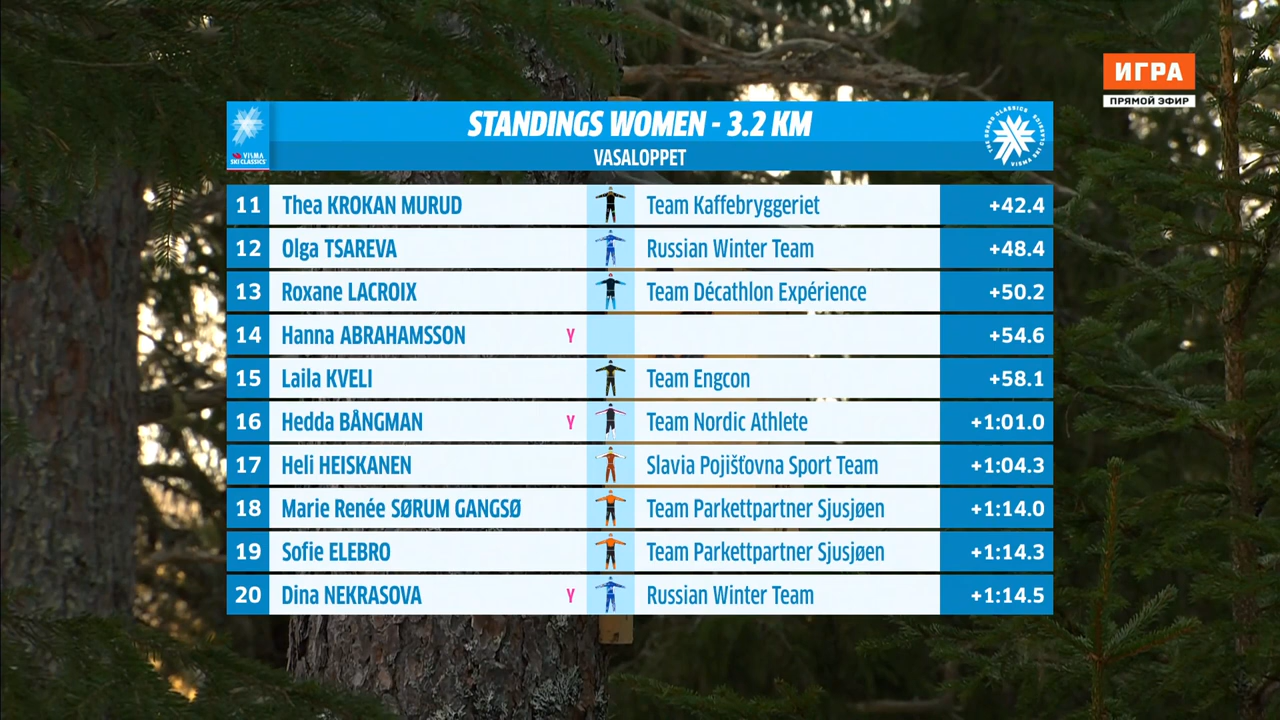 ИГРА
ПРЯМОЙ ЭФИР
STANDINGS WOMEN - 3.2 KM
VASALOPPET
VISMA
SKI CLASSICS
11 Thea KROKAN MURUD Team Kaffebryggeriet +42.4
12 Olga TSAREVA Russian Winter Team +48.4
13 Roxane LACROIX Team Décathlon Expérience +50.2
14 Hanna ABRAHAMSSON Y +54.6
15 Laila KVELI Team Engcon +58.1
16 Hedda BÅNGMAN Y Team Nordic Athlete +1:01.0
17 Heli HEISKANEN Slavia Pojišťovna Sport Team +1:04.3
18 Marie Renée SØRUM GANGSØ Team Parkettpartner Sjusjøen +1:14.0
19 Sofie ELEBRO Team Parkettpartner Sjusjøen +1:14.3
20 Dina NEKRASOVA Y Russian Winter Team +1:14.5